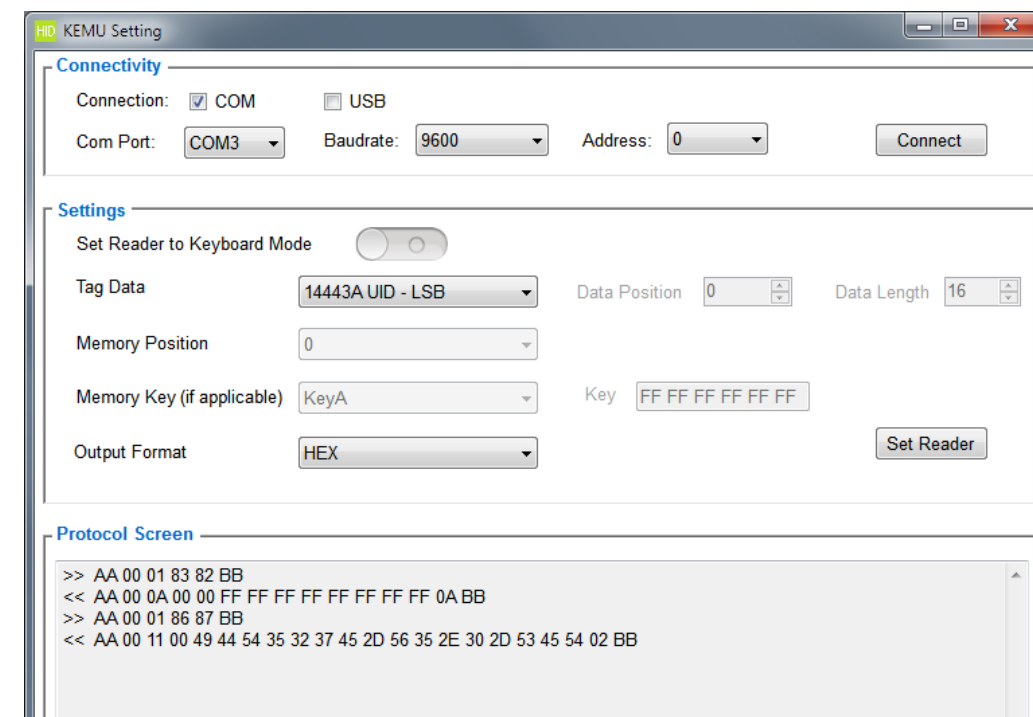 HID KEMU Setting
Connectivity
Connection: COM USB
Com Port: COM3 Baudrate: 9600 Address: 0 Connect
Settings
Set Reader to Keyboard Mode
Tag Data 14443A UID - LSB Data Position 0 Data Length 16
Memory Position 0
Memory Key (if applicable) KeyA Key FF FF FF FF FF FF
Output Format HEX Set Reader
Protocol Screen
>> AA 00 01 83 82 BB
<< AA 00 0A 00 00 FF FF FF FF FF FF FF FF 0A BB
>> AA 00 01 86 87 BB
<< AA 00 11 00 49 44 54 35 32 37 45 2D 56 35 2E 30 2D 53 45 54 02 BB